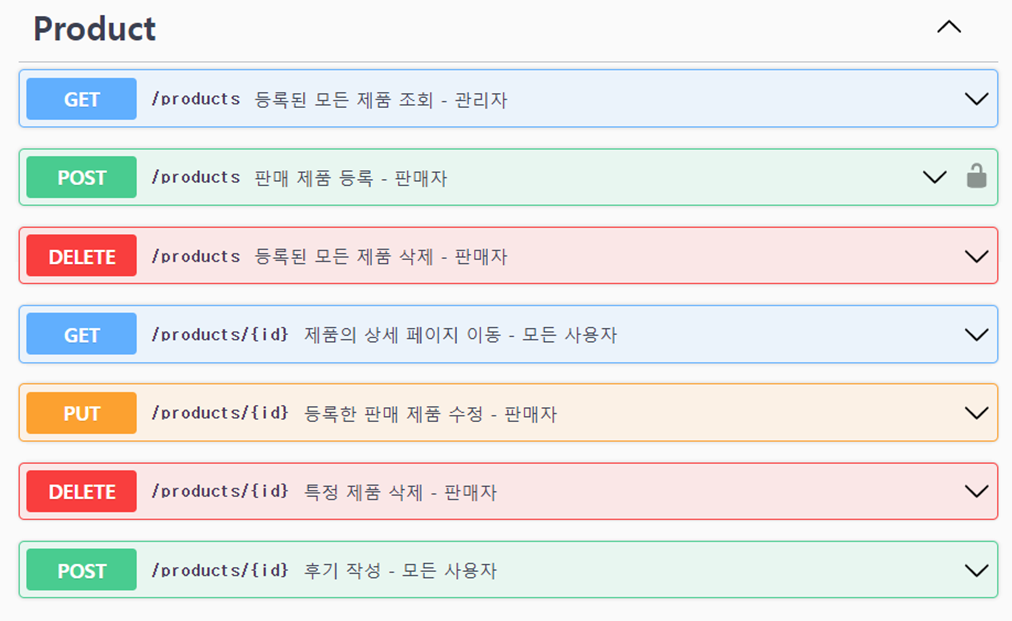 Product
GET /products 등록된 모든 제품 조회 - 관리자
POST /products 판매 제품 등록 - 판매자
DELETE /products 등록된 모든 제품 삭제 - 판매자
GET /products/{id} 제품의 상세 페이지 이동 - 모든 사용자
PUT /products/{id} 등록한 판매 제품 수정 - 판매자
DELETE /products/{id} 특정 제품 삭제 - 판매자
POST /products/{id} 후기 작성 - 모든 사용자